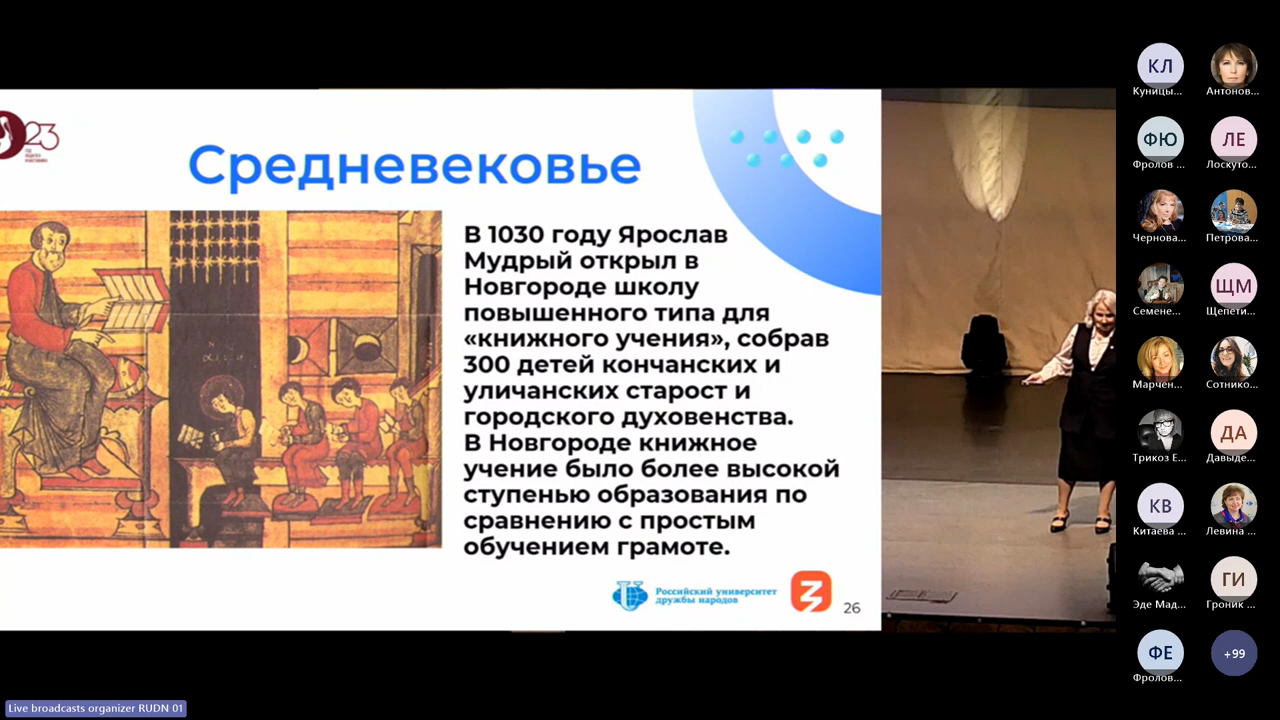 23
Средневековье
В 1030 году Ярослав
Мудрый открыл в
Новгороде школу
повышенного типа для
«книжного учения», собрав
300 детей кончанских и
уличанских старост и
городского духовенства.
В Новгороде книжное
учение было более высокой
ступенью образования по
сравнению с простым
обучением грамоте.
Российский университет
дружбы народов
26
КЛ
Куницы...
Антонов...
ФЮ
Фролов ...
ЛЕ
Лоскуто...
Чернова...
Петрова...
Семене...
ЩМ
Щепети...
Марчен...
Сотнико...
Трикоз Е...
ДА
Давыде...
КВ
Китаева ...
Левина ...
Эде Мад...
ГИ
Гроник ...
ФЕ
Фролов...
+99
Live broadcasts organizer RUDN 01